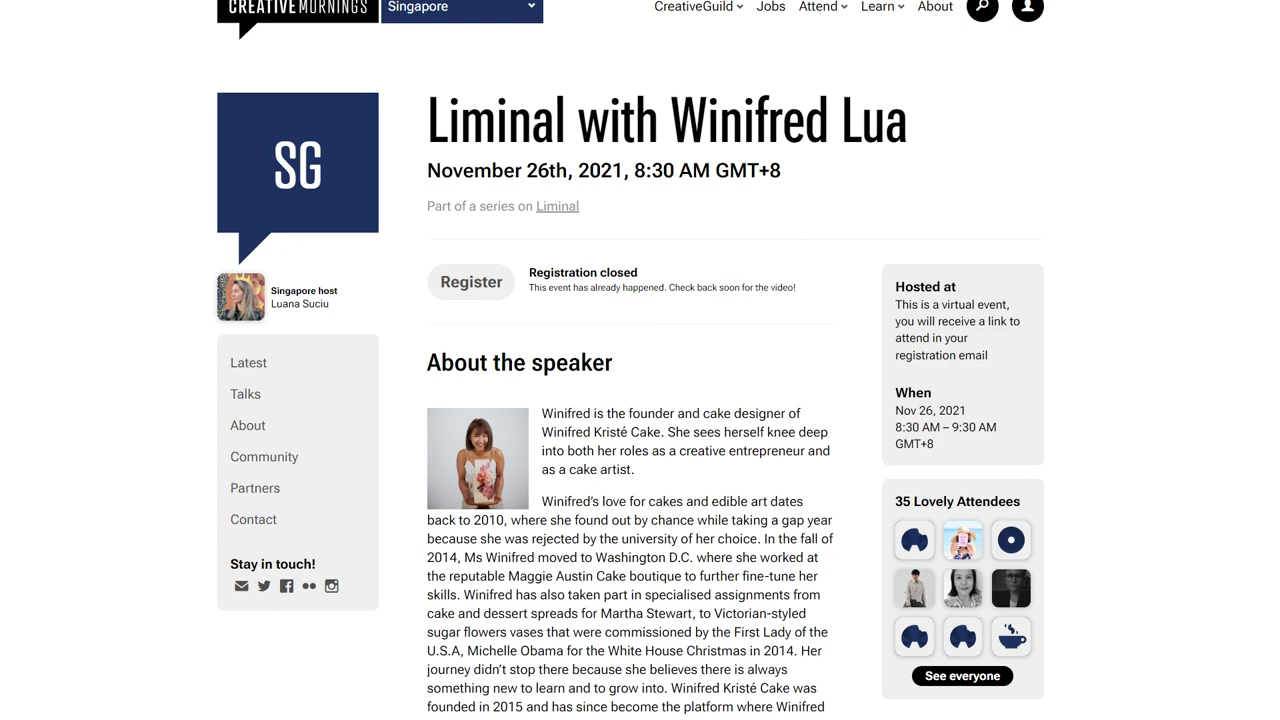 CREATIVEMORNINGS
Singapore
CreativeGuild
Jobs
Attend
Learn
About
SG
Liminal with Winifred Lua
November 26th, 2021, 8:30 AM GMT+8
Part of a series on Liminal
Singapore host
Luana Suciu
Latest
Talks
About
Community
Partners
Contact
Stay in touch!
Register
Registration closed
This event has already happened. Check back soon for the video!
About the speaker
Winifred is the founder and cake designer of
Winifred Kristé Cake. She sees herself knee deep
into both her roles as a creative entrepreneur and
as a cake artist.
Winifred's love for cakes and edible art dates
back to 2010, where she found out by chance while taking a gap year
because she was rejected by the university of her choice. In the fall of
2014, Ms Winifred moved to Washington D.C. where she worked at
the reputable Maggie Austin Cake boutique to further fine-tune her
skills. Winifred has also taken part in specialised assignments from
cake and dessert spreads for Martha Stewart, to Victorian-styled
sugar flowers vases that were commissioned by the First Lady of the
U.S.A, Michelle Obama for the White House Christmas in 2014. Her
journey didn't stop there because she believes there is always
something new to learn and to grow into. Winifred Kristé Cake was
founded in 2015 and has since become the platform where Winifred
Hosted at
This is a virtual event,
you will receive a link to
attend in your
registration email
When
Nov 26, 2021
8:30 AM – 9:30 AM
GMT+8
35 Lovely Attendees
See everyone